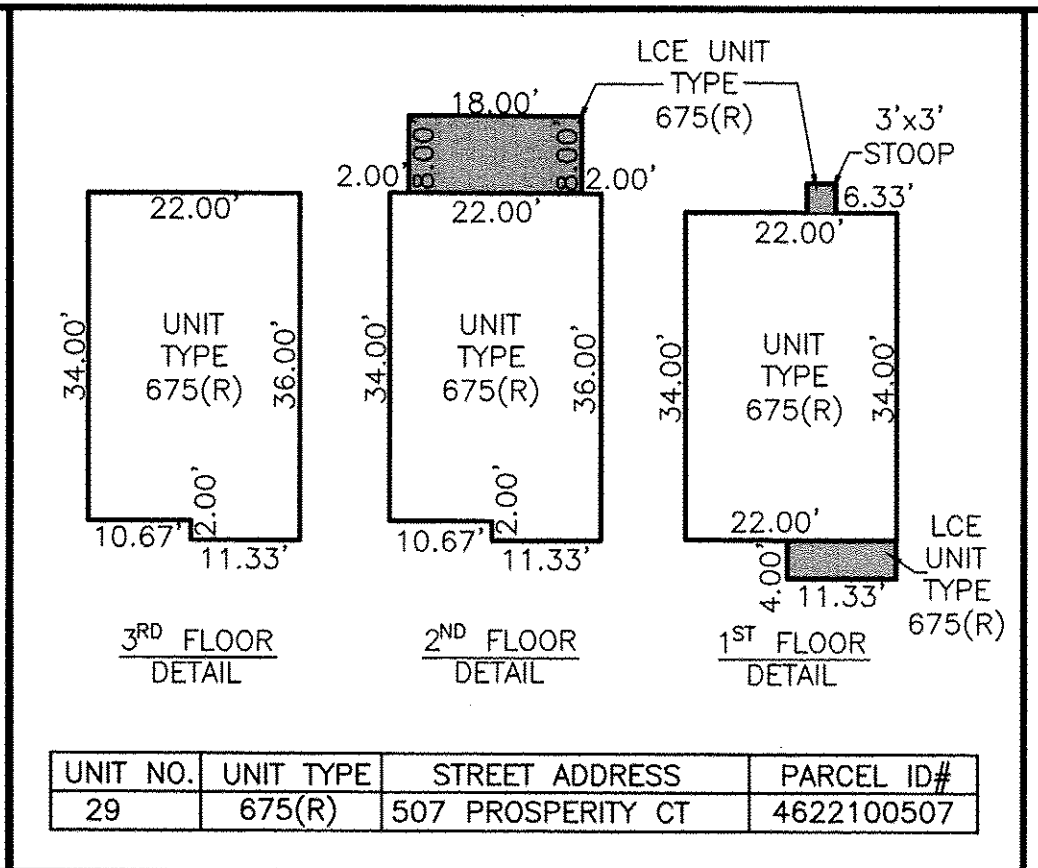 LCE UNIT
TYPE
675(R)
3'x3'
STOOP
18.00'
8.00'
8.00'
2.00'
2.00'
6.33'
22.00'
22.00'
22.00'
34.00'
UNIT
TYPE
675(R)
36.00'
34.00'
UNIT
TYPE
675(R)
36.00'
34.00'
UNIT
TYPE
675(R)
34.00'
10.67'
2.00'
11.33'
10.67'
2.00'
11.33'
22.00'
4.00'
11.33'
LCE
UNIT
TYPE
675(R)
3RD FLOOR
DETAIL
2ND FLOOR
DETAIL
1ST FLOOR
DETAIL
UNIT NO. UNIT TYPE STREET ADDRESS PARCEL ID#
29 675(R) 507 PROSPERITY CT 4622100507